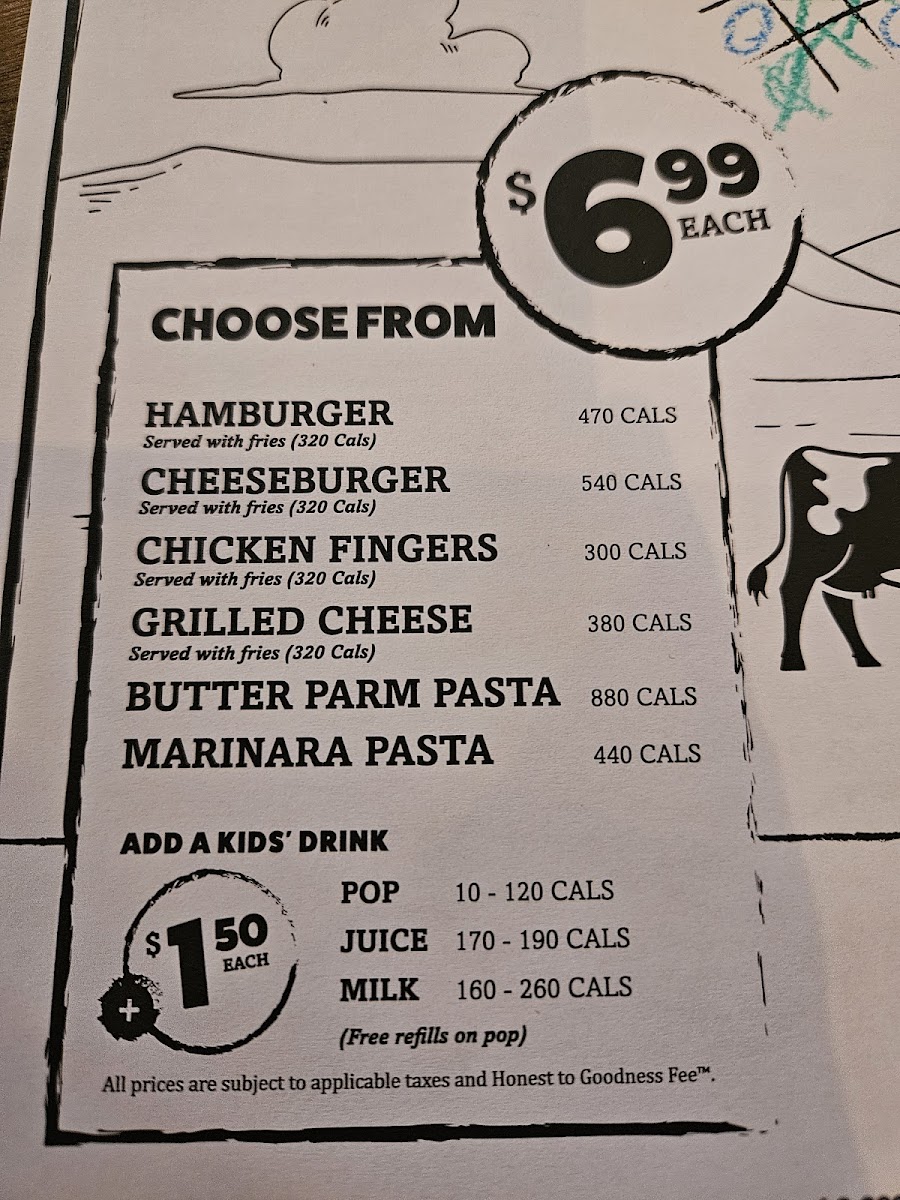 $6.99
EACH
CHOOSE FROM
HAMBURGER 470 CALS
Served with fries (320 Cals)
CHEESEBURGER 540 CALS
Served with fries (320 Cals)
CHICKEN FINGERS 300 CALS
Served with fries (320 Cals)
GRILLED CHEESE 380 CALS
Served with fries (320 Cals)
BUTTER PARM PASTA 880 CALS
MARINARA PASTA 440 CALS
ADD A KIDS' DRINK
+ $1.50
EACH
POP 10 - 120 CALS
JUICE 170 - 190 CALS
MILK 160 - 260 CALS
(Free refills on pop)
All prices are subject to applicable taxes and Honest to Goodness Fee™.